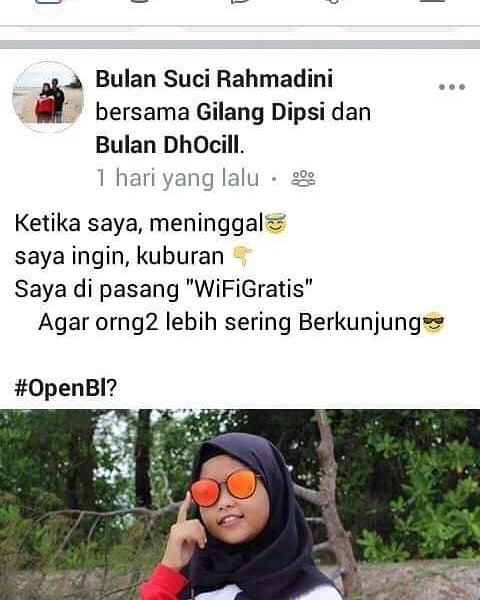 Bulan Suci Rahmadini
bersama Gilang Dipsi dan
Bulan DhOcill.
1 hari yang lalu ·
Ketika saya, meninggal😇
saya ingin, kuburan 👇
Saya di pasang "WiFiGratis"
Agar orng2 lebih sering Berkunjung😎
#OpenBl?